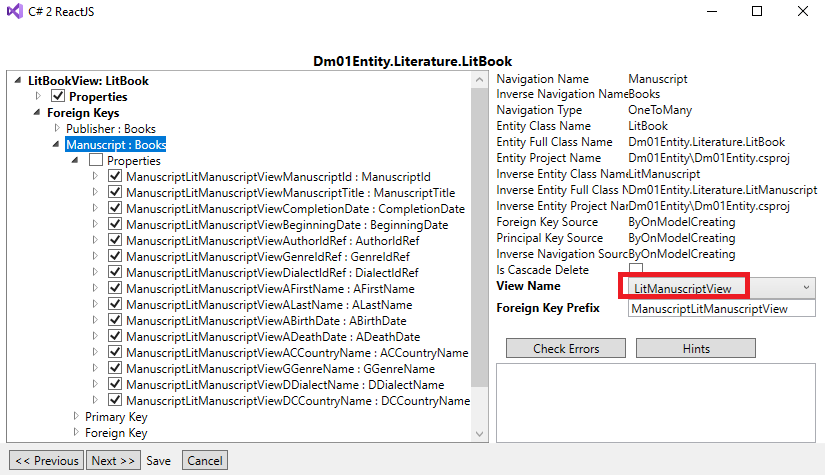 C# 2 ReactJS
Dm01Entity.Literature.LitBook
LitBookView: LitBook
Properties
Foreign Keys
Publisher : Books
Manuscript : Books
Properties
ManuscriptLitManuscriptViewManuscriptId : ManuscriptId
ManuscriptLitManuscriptViewManuscriptTitle : ManuscriptTitle
ManuscriptLitManuscriptViewCompletionDate : CompletionDate
ManuscriptLitManuscriptViewBeginningDate : BeginningDate
ManuscriptLitManuscriptViewAuthorIdRef : AuthorIdRef
ManuscriptLitManuscriptViewGenreIdRef : GenreIdRef
ManuscriptLitManuscriptViewDialectIdRef : DialectIdRef
ManuscriptLitManuscriptViewAFirstName : AFirstName
ManuscriptLitManuscriptViewALastName : ALastName
ManuscriptLitManuscriptViewABirthDate : ABirthDate
ManuscriptLitManuscriptViewADeathDate : ADeathDate
ManuscriptLitManuscriptViewACCountryName : ACCountryName
ManuscriptLitManuscriptViewGGenreName : GGenreName
ManuscriptLitManuscriptViewDDialectName : DDialectName
ManuscriptLitManuscriptViewDCCountryName : DCCountryName
Primary Key
Foreign Key
Navigation Name Manuscript
Inverse Navigation Name Books
Navigation Type OneToMany
Entity Class Name LitBook
Entity Full Class Name Dm01Entity.Literature.LitBook
Entity Project Name Dm01Entity\Dm01Entity.csproj
Inverse Entity Class Name LitManuscript
Inverse Entity Full Class N Dm01Entity.Literature.LitManuscript
Inverse Entity Project Nam Dm01Entity\Dm01Entity.csproj
Foreign Key Source ByOnModelCreating
Principal Key Source ByOnModelCreating
Inverse Navigation Sourc ByOnModelCreating
Is Cascade Delete
View Name LitManuscriptView
Foreign Key Prefix ManuscriptLitManuscriptView
Check Errors Hints
<< Previous Next >> Save Cancel